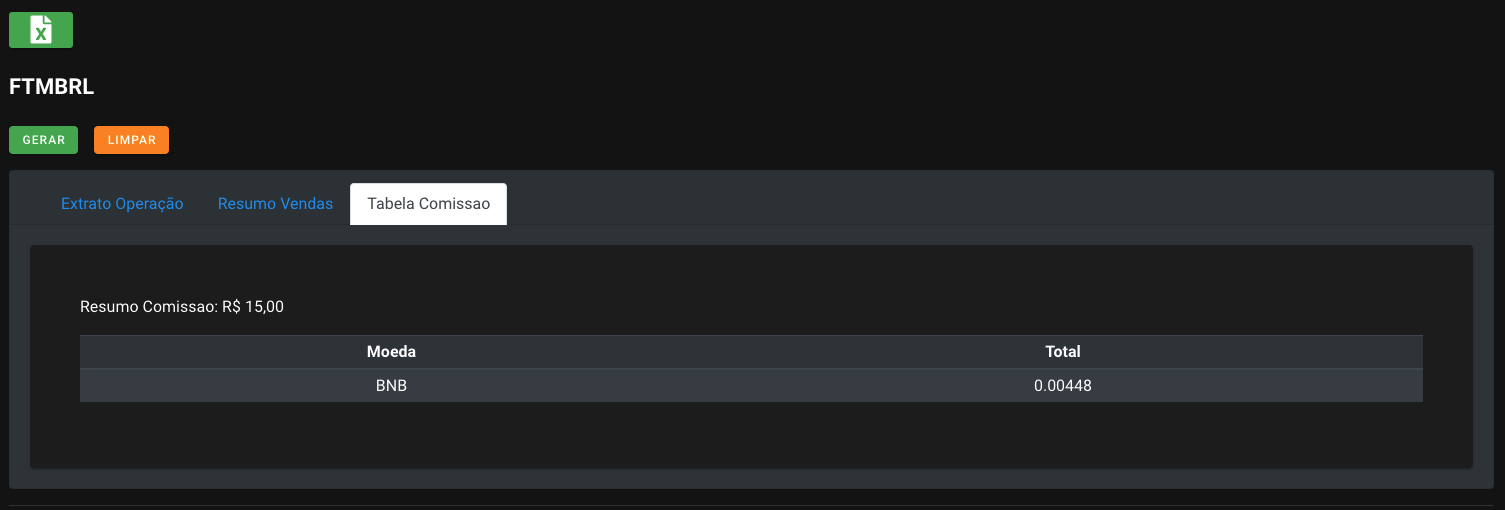 FTMBRL
GERAR LIMPAR
Extrato Operação Resumo Vendas Tabela Comissao
Resumo Comissao: R$ 15,00
Moeda Total
BNB 0.00448